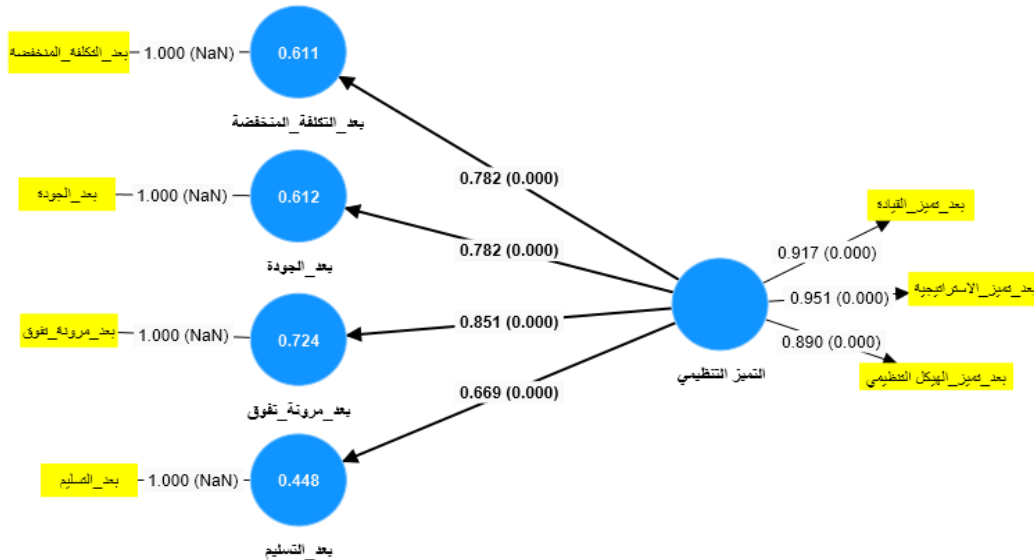 بعد_التكلفة_المنخفضة
1.000 (NaN)
0.611
بعد_التكلفة_المنخفضة
0.782 (0.000)
بعد_الجودة
1.000 (NaN)
0.612
بعد_الجودة
0.782 (0.000)
بعد_تميز_القيادة
0.917 (0.000)
بعد_تميز_الاستراتيجية
0.951 (0.000)
بعد_مرونة_تفوق
1.000 (NaN)
0.724
بعد_مرونة_تفوق
0.851 (0.000)
0.890 (0.000)
بعد_تميز_الهيكل التنظيمي
التميز التنظيمي
0.669 (0.000)
بعد_التسليم
1.000 (NaN)
0.448
بعد_التسليم